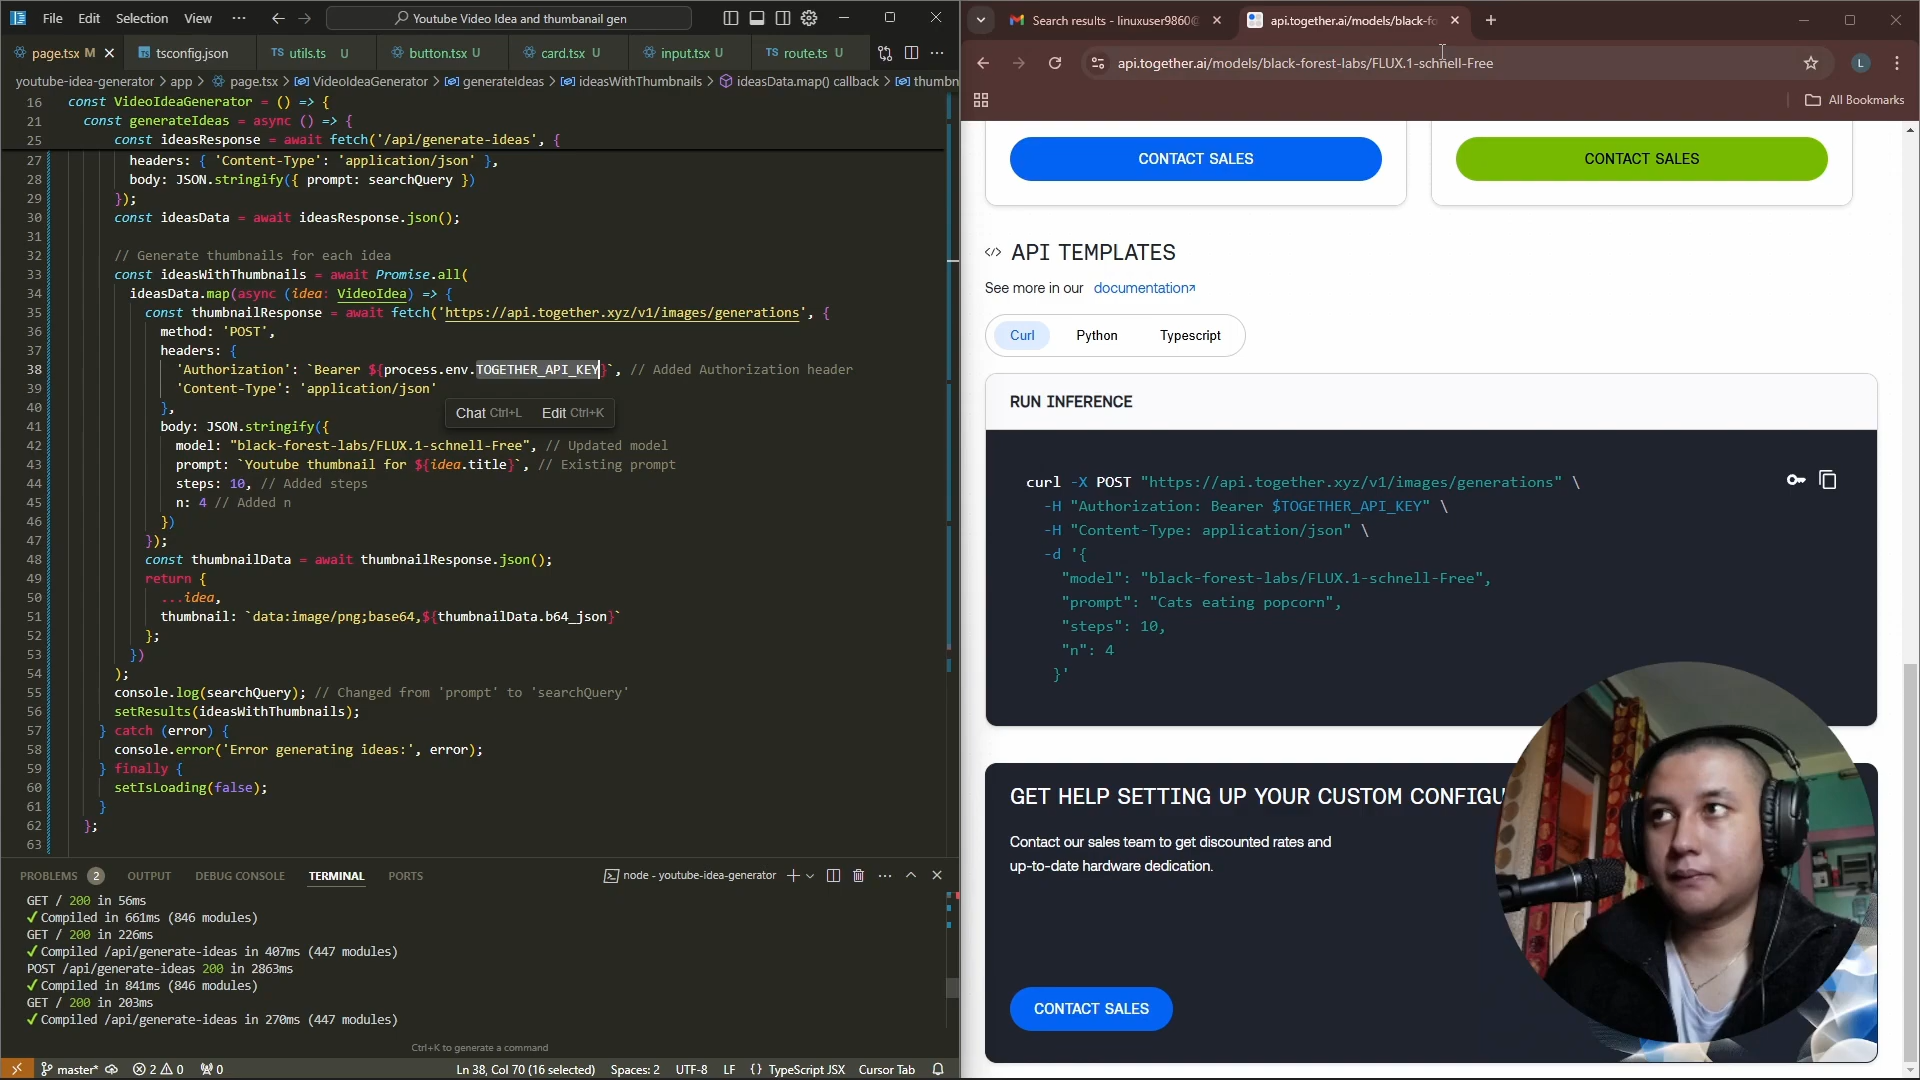 File Edit Selection View ··· Youtube Video Idea and thumbanail gen
page.tsx M tsconfig.json utils.ts U button.tsx U card.tsx U input.tsx U route.ts U
youtube-idea-generator > app > page.tsx > VideoIdeaGenerator > generateIdeas > ideasWithThumbnails > ideasData.map() callback > thumbn
16 const VideoIdeaGenerator = () => {
21 const generateIdeas = async () => {
25 const ideasResponse = await fetch('/api/generate-ideas', {
27 headers: { 'Content-Type': 'application/json' },
28 body: JSON.stringify({ prompt: searchQuery })
29 });
30 const ideasData = await ideasResponse.json();
31
32 // Generate thumbnails for each idea
33 const ideasWithThumbnails = await Promise.all(
34 ideasData.map(async (idea: VideoIdea) => {
35 const thumbnailResponse = await fetch('https://api.together.xyz/v1/images/generations', {
36 method: 'POST',
37 headers: {
38 'Authorization': `Bearer ${process.env.TOGETHER_API_KEY}`, // Added Authorization header
39 'Content-Type': 'application/json'
40 },
Chat Ctrl+L Edit Ctrl+K
41 body: JSON.stringify({
42 model: "black-forest-labs/FLUX.1-schnell-Free", // Updated model
43 prompt: `Youtube thumbnail for ${idea.title}`, // Existing prompt
44 steps: 10, // Added steps
45 n: 4 // Added n
46 })
47 });
48 const thumbnailData = await thumbnailResponse.json();
49 return {
50 ...idea,
51 thumbnail: `data:image/png;base64,${thumbnailData.b64_json}`
52 };
53 })
54 );
55 console.log(searchQuery); // Changed from 'prompt' to 'searchQuery'
56 setResults(ideasWithThumbnails);
57 } catch (error) {
58 console.error('Error generating ideas:', error);
59 } finally {
60 setIsLoading(false);
61 }
62 };
63
PROBLEMS 2 OUTPUT DEBUG CONSOLE TERMINAL PORTS node - youtube-idea-generator
GET / 200 in 56ms
✓ Compiled in 661ms (846 modules)
GET / 200 in 226ms
✓ Compiled /api/generate-ideas in 407ms (447 modules)
POST /api/generate-ideas 200 in 2863ms
✓ Compiled in 841ms (846 modules)
GET / 200 in 203ms
✓ Compiled /api/generate-ideas in 270ms (447 modules)
Ctrl+K to generate a command
master* 2 0 0 Ln 38, Col 70 (16 selected) Spaces: 2 UTF-8 LF {} TypeScript JSX Cursor Tab
Search results - linuxuser9860@ api.together.ai/models/black-fo
api.together.ai/models/black-forest-labs/FLUX.1-schnell-Free L
All Bookmarks
CONTACT SALES CONTACT SALES
</> API TEMPLATES
See more in our documentation↗
Curl Python Typescript
RUN INFERENCE
curl -X POST "https://api.together.xyz/v1/images/generations" \
-H "Authorization: Bearer $TOGETHER_API_KEY" \
-H "Content-Type: application/json" \
-d '{
"model": "black-forest-labs/FLUX.1-schnell-Free",
"prompt": "Cats eating popcorn",
"steps": 10,
"n": 4
}'
GET HELP SETTING UP YOUR CUSTOM CONFIGU
Contact our sales team to get discounted rates and
up-to-date hardware dedication.
CONTACT SALES